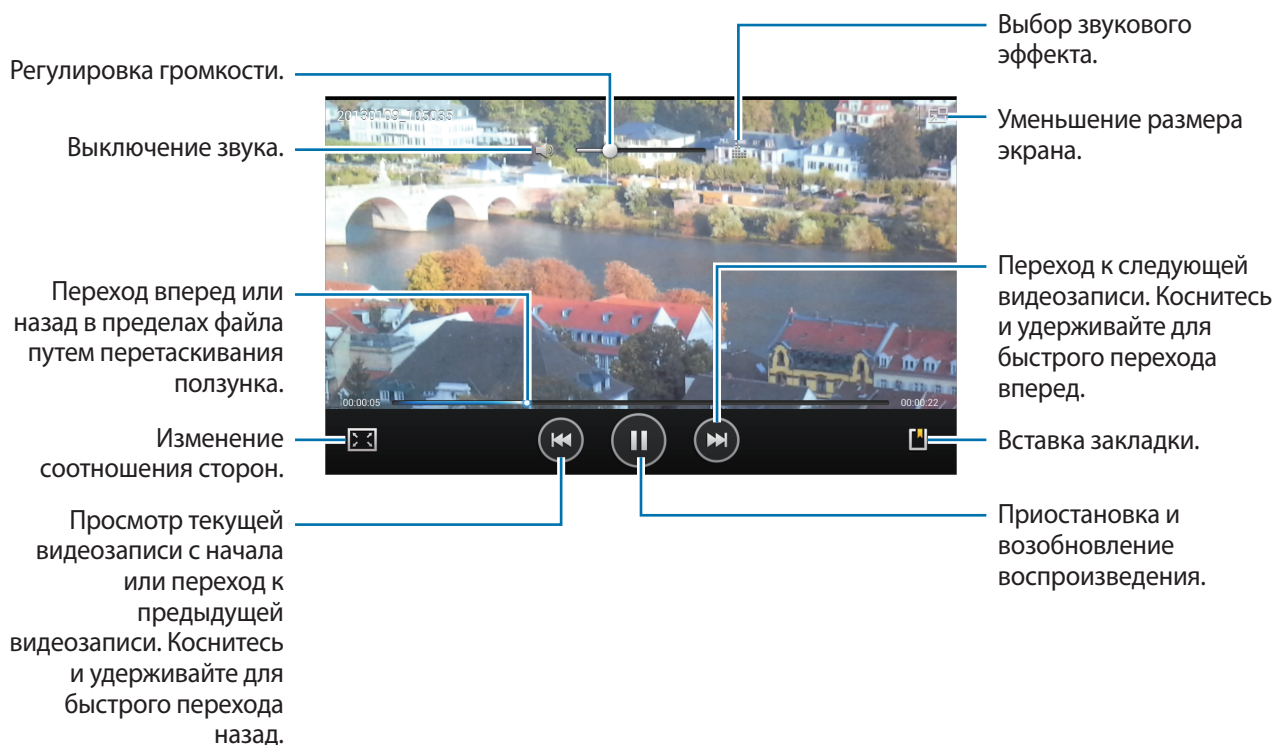 Регулировка громкости.
Выключение звука.
Переход вперед или
назад в пределах файла
путем перетаскивания
ползунка.
Изменение
соотношения сторон.
Просмотр текущей
видеозаписи с начала
или переход к
предыдущей
видеозаписи. Коснитесь
и удерживайте для
быстрого перехода
назад.
20130109_105035
00:00:05
00:00:22
Выбор звукового
эффекта.
Уменьшение размера
экрана.
Переход к следующей
видеозаписи. Коснитесь
и удерживайте для
быстрого перехода
вперед.
Вставка закладки.
Приостановка и
возобновление
воспроизведения.